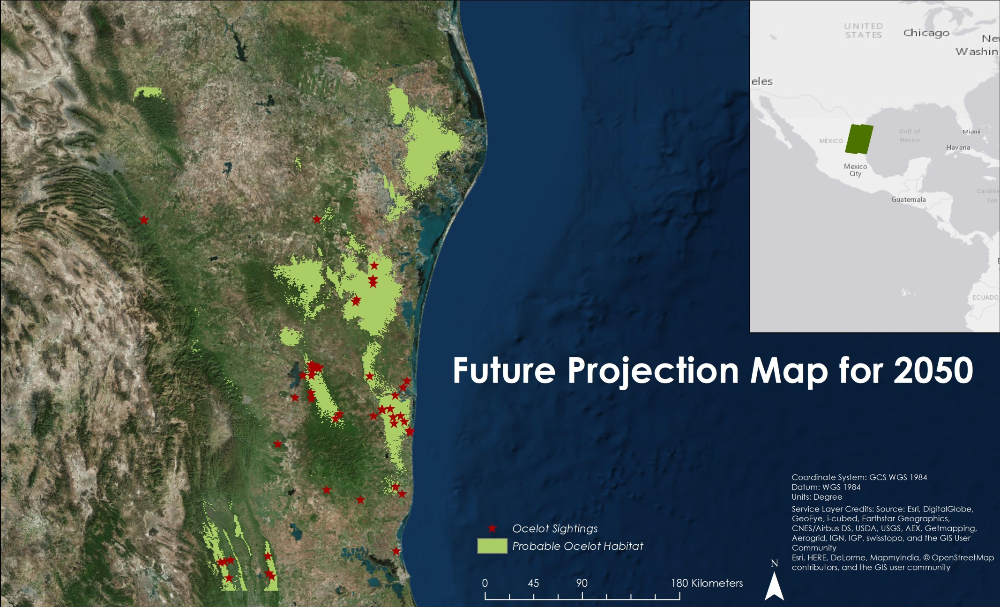 UNITED
STATES
Chicago
Washin
eles
MÉXICO
Gulf of
Mexico
Miami
Havana
Mexico
City
Guatemala
Caribbe
Sea
ECUADO
Future Projection Map for 2050
Ocelot Sightings
Probable Ocelot Habitat
0 45 90 180 Kilometers
N
Coordinate System: GCS WGS 1984
Datum: WGS 1984
Units: Degree
Service Layer Credits: Source: Esri, DigitalGlobe,
GeoEye, i-cubed, Earthstar Geographics,
CNES/Airbus DS, USDA, USGS, AEX, Getmapping,
Aerogrid, IGN, IGP, swisstopo, and the GIS User
Community
Esri, HERE, DeLorme, MapmyIndia, © OpenStreetMap
contributors, and the GIS user community